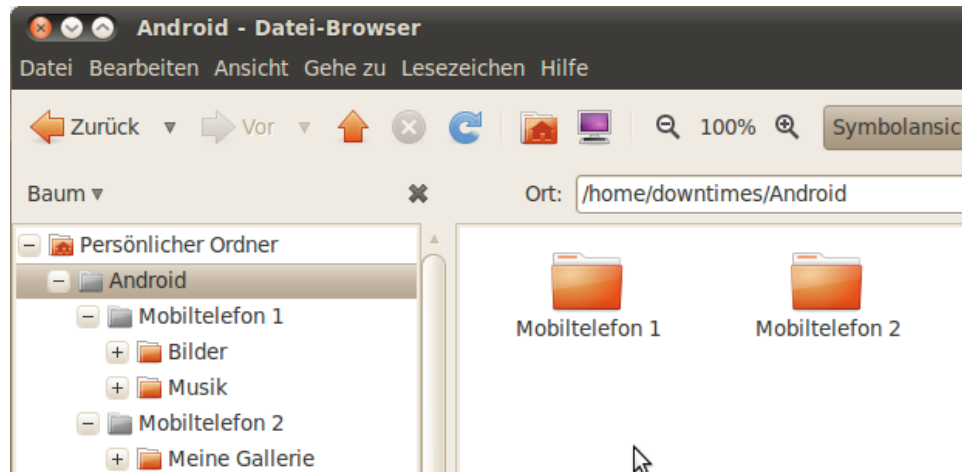 Android - Datei-Browser
Datei Bearbeiten Ansicht Gehe zu Lesezeichen Hilfe
Zurück Vor 100% Symbolansic
Baum Ort: /home/downtimes/Android
Persönlicher Ordner
Android
Mobiltelefon 1
Bilder
Musik
Mobiltelefon 2
Meine Gallerie
Mobiltelefon 1 Mobiltelefon 2